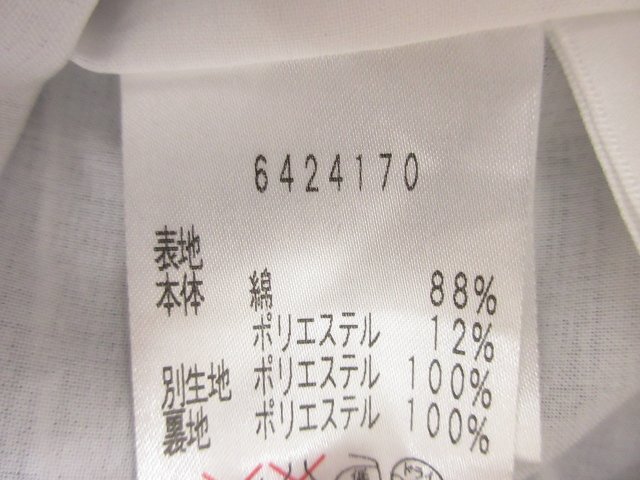 6424170
表地
本体 綿 88%
ポリエステル 12%
別生地 ポリエステル 100%
裏地 ポリエステル 100%